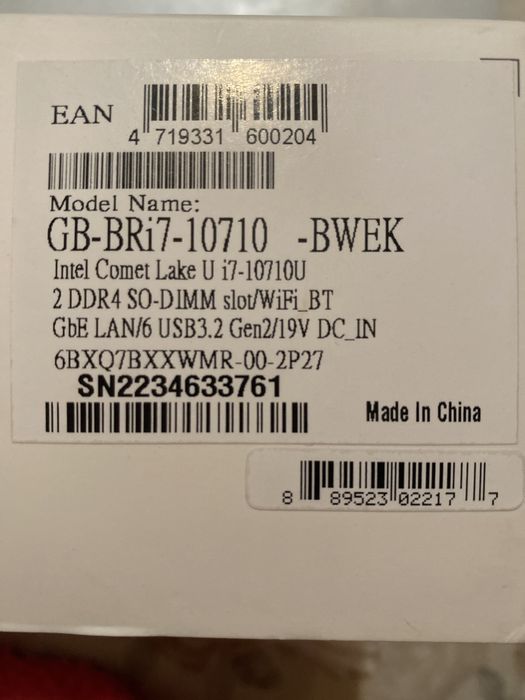 EAN
4 719331 600204
Model Name:
GB-BRi7-10710 -BWEK
Intel Comet Lake U i7-10710U
2 DDR4 SO-DIMM slot/WiFi_BT
GbE LAN/6 USB3.2 Gen2/19V DC_IN
6BXQ7BXXWMR-00-2P27
SN2234633761
Made In China
8 89523 02217 7